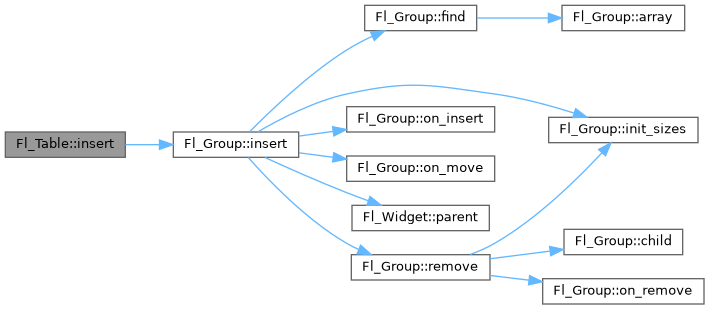 Fl_Table::insert
Fl_Group::insert
Fl_Group::find
Fl_Group::array
Fl_Group::init_sizes
Fl_Group::on_insert
Fl_Group::on_move
Fl_Widget::parent
Fl_Group::remove
Fl_Group::child
Fl_Group::on_remove